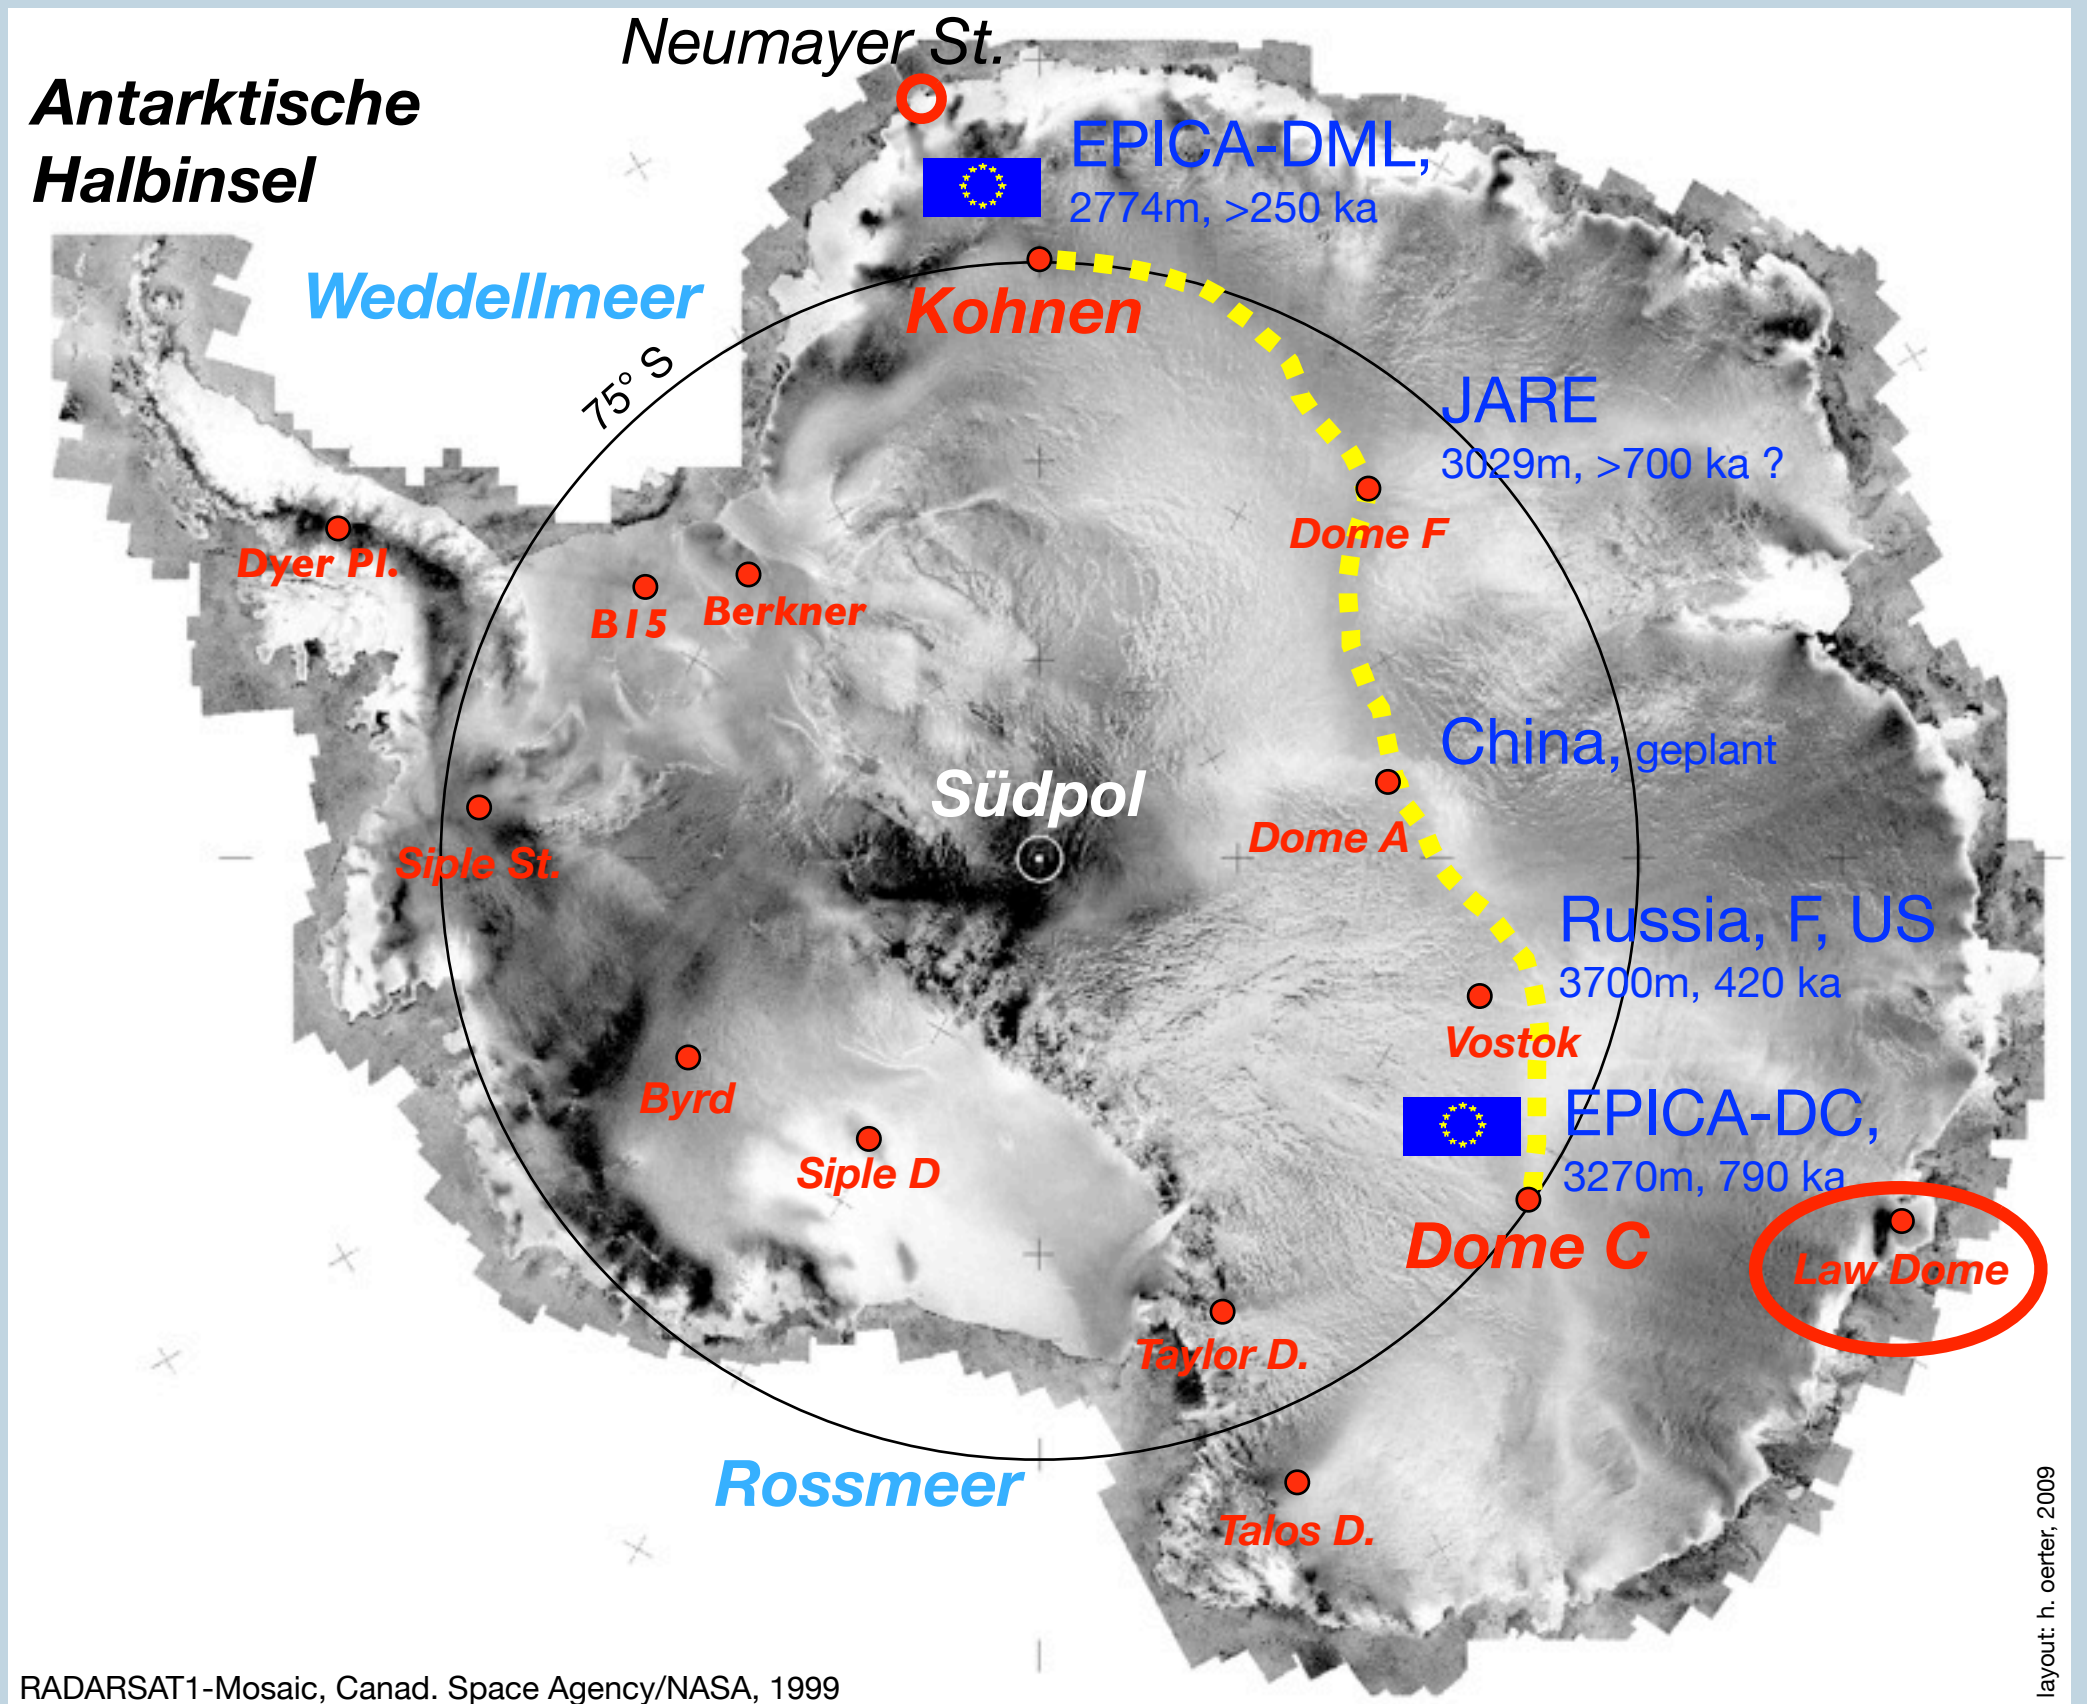 Neumayer St.
Antarktische
Halbinsel
EPICA-DML,
2774m, >250 ka
Weddellmeer
Kohnen
75° S
JARE
3029m, >700 ka ?
Dome F
Dyer Pl.
B15
Berkner
China, geplant
Südpol
Dome A
Siple St.
Russia, F, US
3700m, 420 ka
Vostok
Byrd
EPICA-DC,
3270m, 790 ka
Siple D
Dome C
Law Dome
Taylor D.
Rossmeer
Talos D.
layout: h. oerter, 2009
RADARSAT1-Mosaic, Canad. Space Agency/NASA, 1999